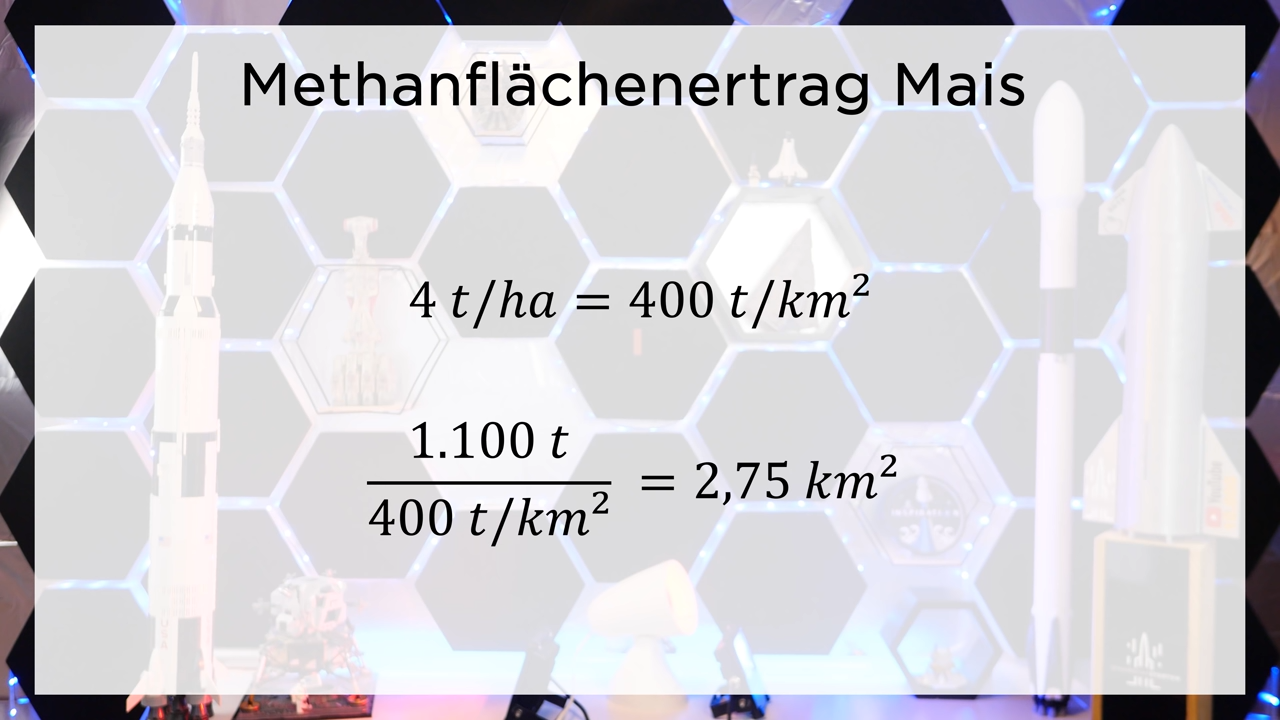 Methanflächenertrag Mais
4 t/ha = 400 t/km²
1.100 t
400 t/km² = 2,75 km²